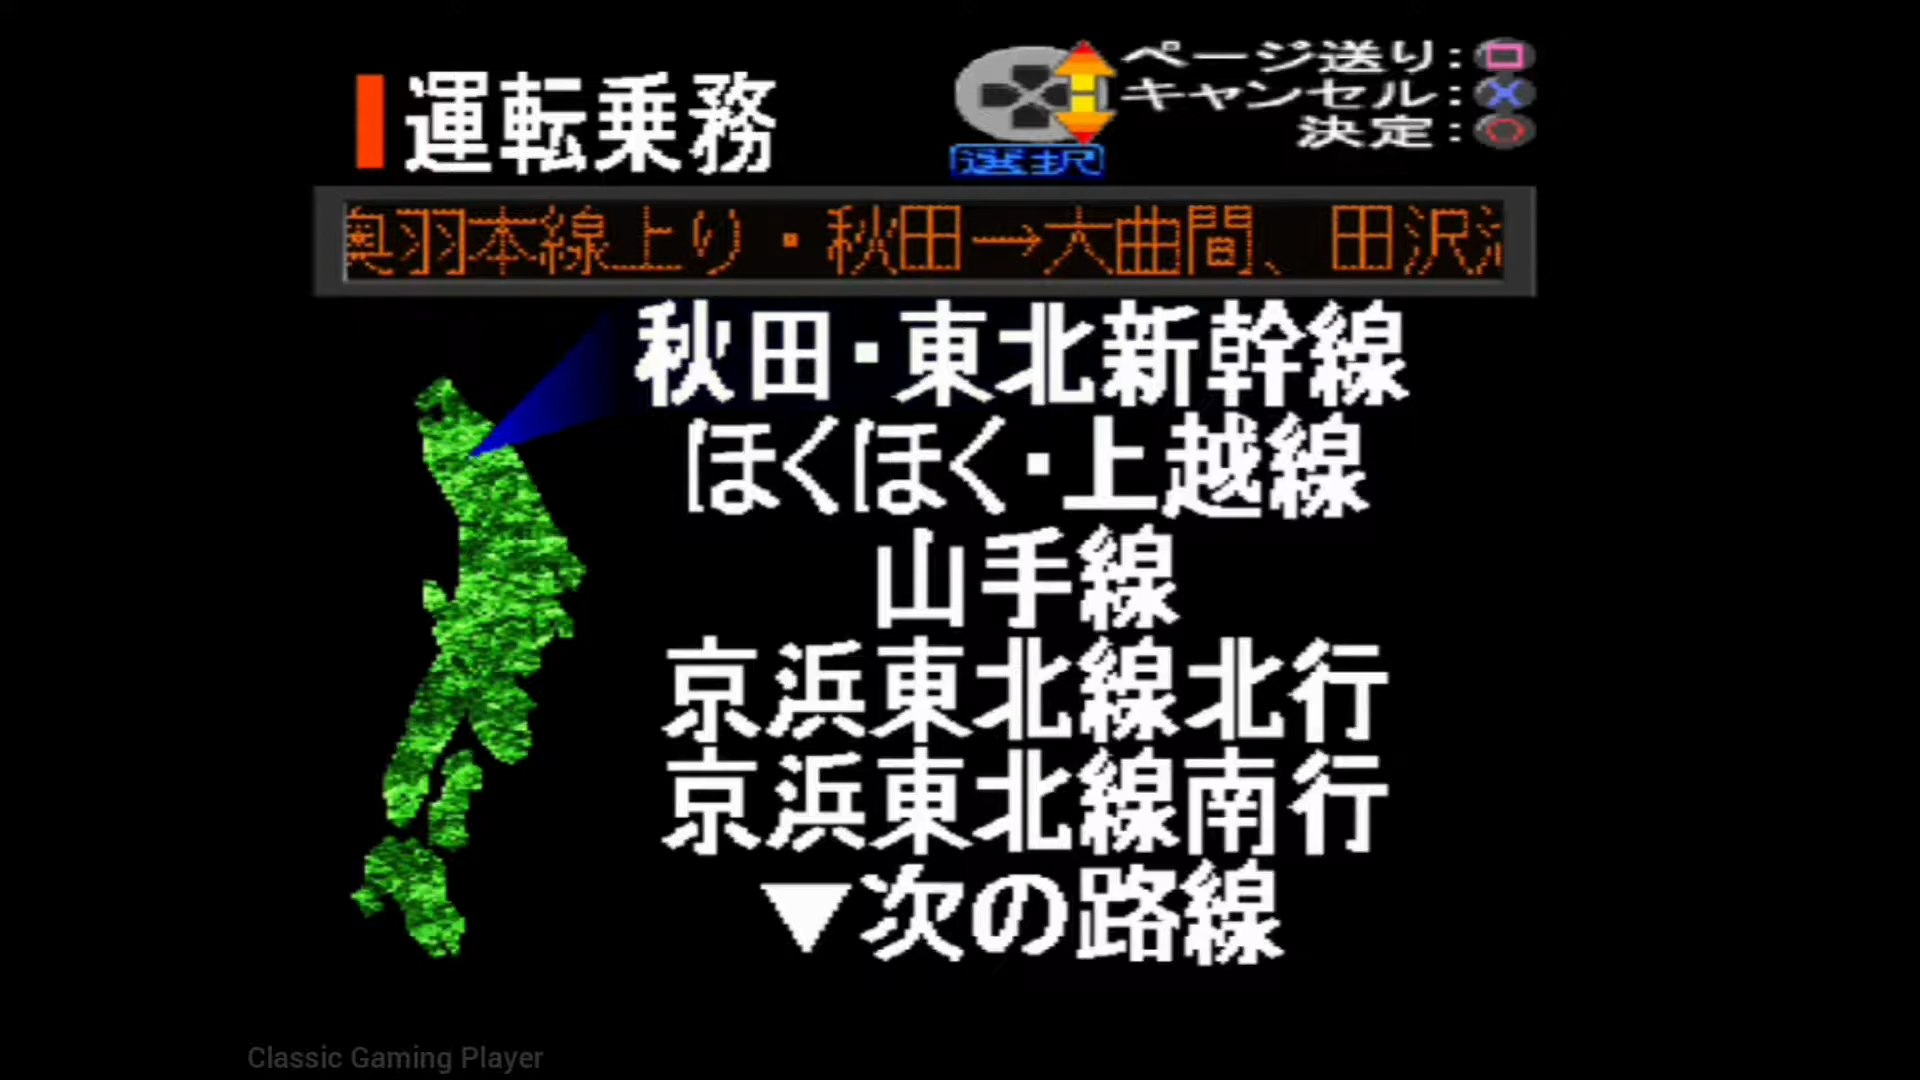 運転乗務
ページ送り:
キャンセル:
決定:
選択
奥羽本線上り・秋田→大曲間、田沢
秋田・東北新幹線
ほくほく・上越線
山手線
京浜東北線北行
京浜東北線南行
▼次の路線
Classic Gaming Player